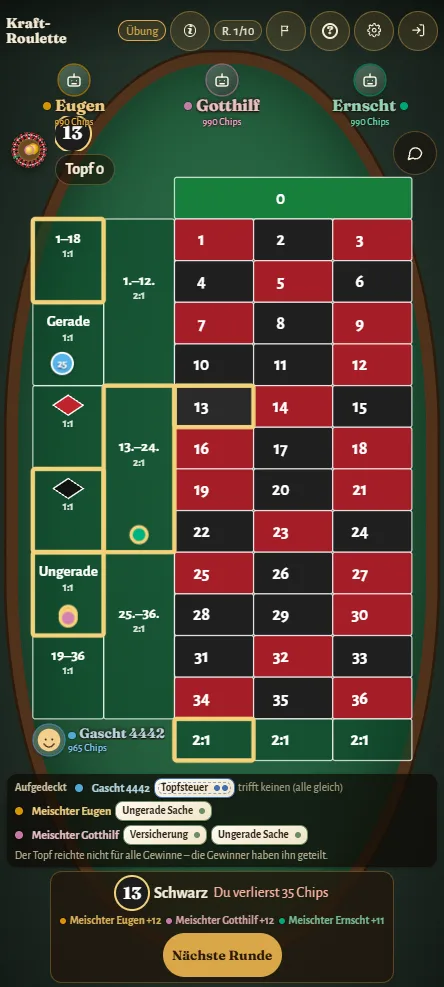 Kraft-
Roulette
Übung
R. 1/10
Eugen
990 Chips
Gotthilf
990 Chips
Ernscht
990 Chips
13
Topf 0
0
1–18
1:1
1.–12.
2:1
1 2 3
4 5 6
Gerade
1:1
25
7 8 9
10 11 12
1:1
13.–24.
2:1
13 14 15
16 17 18
1:1
19 20 21
22 23 24
Ungerade
1:1
25.–36.
2:1
25 26 27
28 29 30
19–36
1:1
31 32 33
34 35 36
Gascht 4442
965 Chips
2:1 2:1 2:1
Aufgedeckt Gascht 4442 Topfsteuer trifft keinen (alle gleich)
Meischter Eugen Ungerade Sache
Meischter Gotthilf Versicherung Ungerade Sache
Der Topf reichte nicht für alle Gewinne – die Gewinner haben ihn geteilt.
13 Schwarz Du verlierst 35 Chips
Meischter Eugen +12 Meischter Gotthilf +12 Meischter Ernscht +11
Nächste Runde